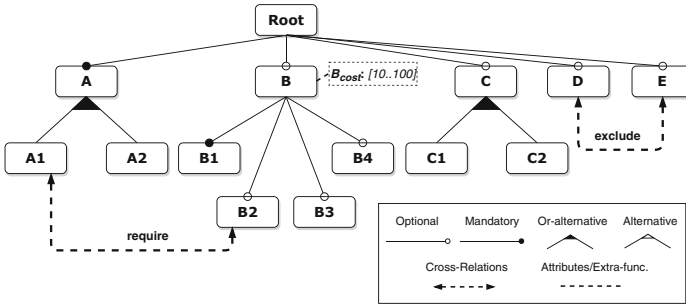 Root
A
B
B_cost: [10..100]
C
D
E
exclude
A1
A2
B1
B4
C1
C2
B2
B3
require
Optional Mandatory Or-alternative Alternative
Cross-Relations Attributes/Extra-func.